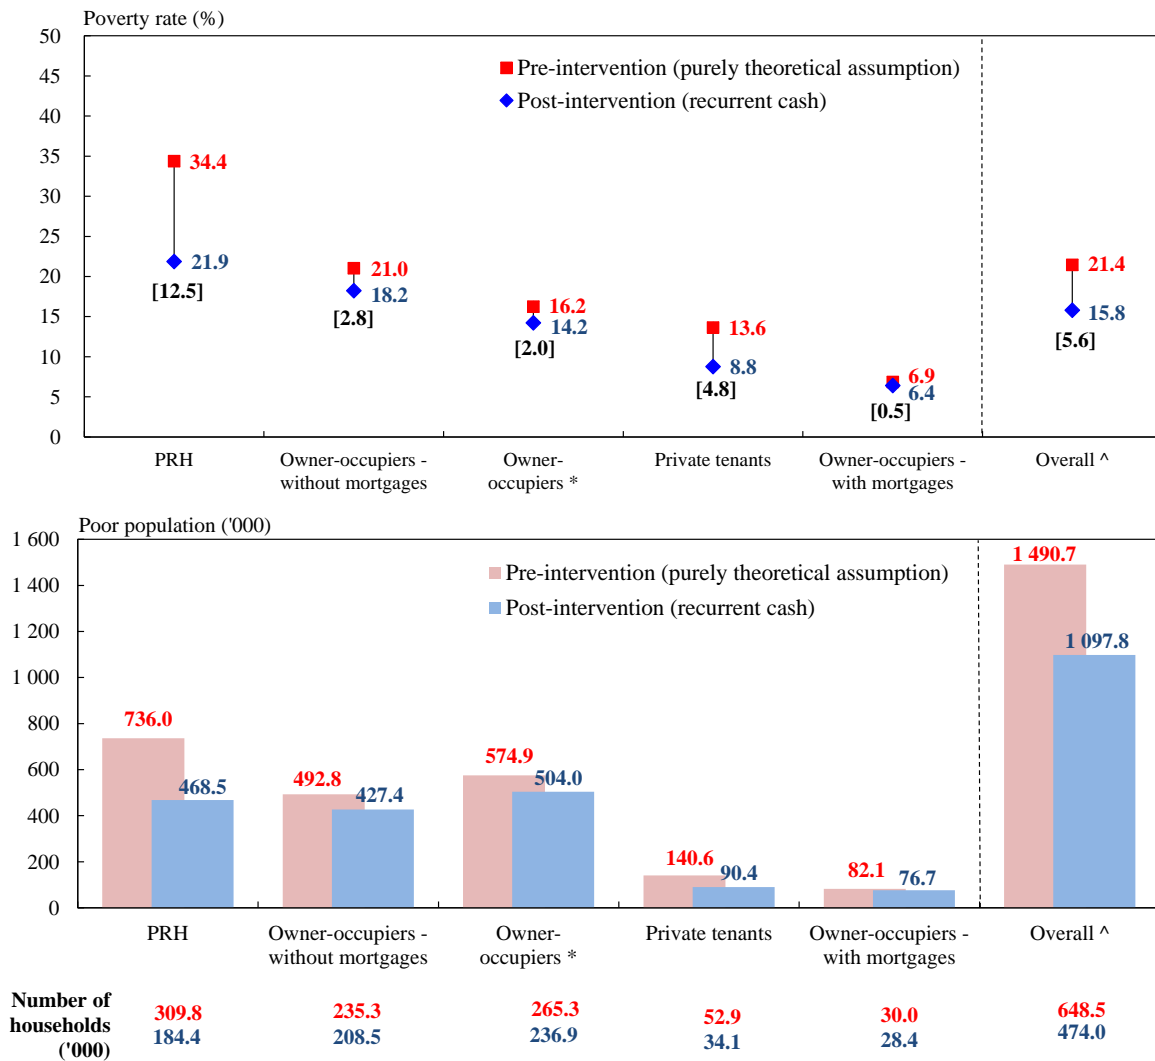 Poverty rate (%)
50
45
40
35
30
25
20
15
10
5
0
Pre-intervention (purely theoretical assumption)
Post-intervention (recurrent cash)
34.4
21.9
[12.5]
21.0
18.2
[2.8]
16.2
14.2
[2.0]
13.6
8.8
[4.8]
6.9
6.4
[0.5]
21.4
15.8
[5.6]
PRH
Owner-occupiers -
without mortgages
Owner-
occupiers *
Private tenants
Owner-occupiers -
with mortgages
Overall ^
Poor population ('000)
1 600
1 400
1 200
1 000
800
600
400
200
0
Pre-intervention (purely theoretical assumption)
Post-intervention (recurrent cash)
736.0
468.5
492.8
427.4
574.9
504.0
140.6
90.4
82.1
76.7
1 490.7
1 097.8
PRH
Owner-occupiers -
without mortgages
Owner-
occupiers *
Private tenants
Owner-occupiers -
with mortgages
Overall ^
Number of
households
('000)
309.8 235.3 265.3 52.9 30.0 648.5
184.4 208.5 236.9 34.1 28.4 474.0